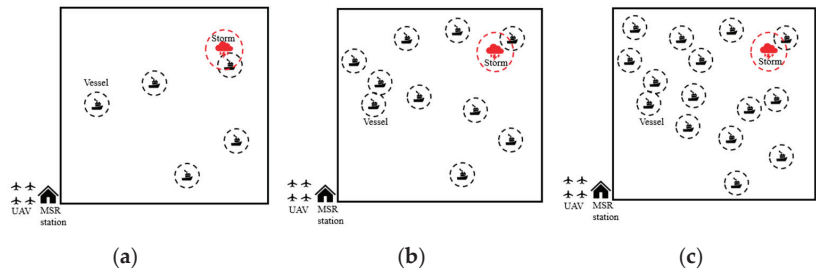 Storm
Vessel
UAV
MSR
station
(a)
Storm
Vessel
UAV
MSR
station
(b)
Storm
Vessel
UAV
MSR
station
(c)